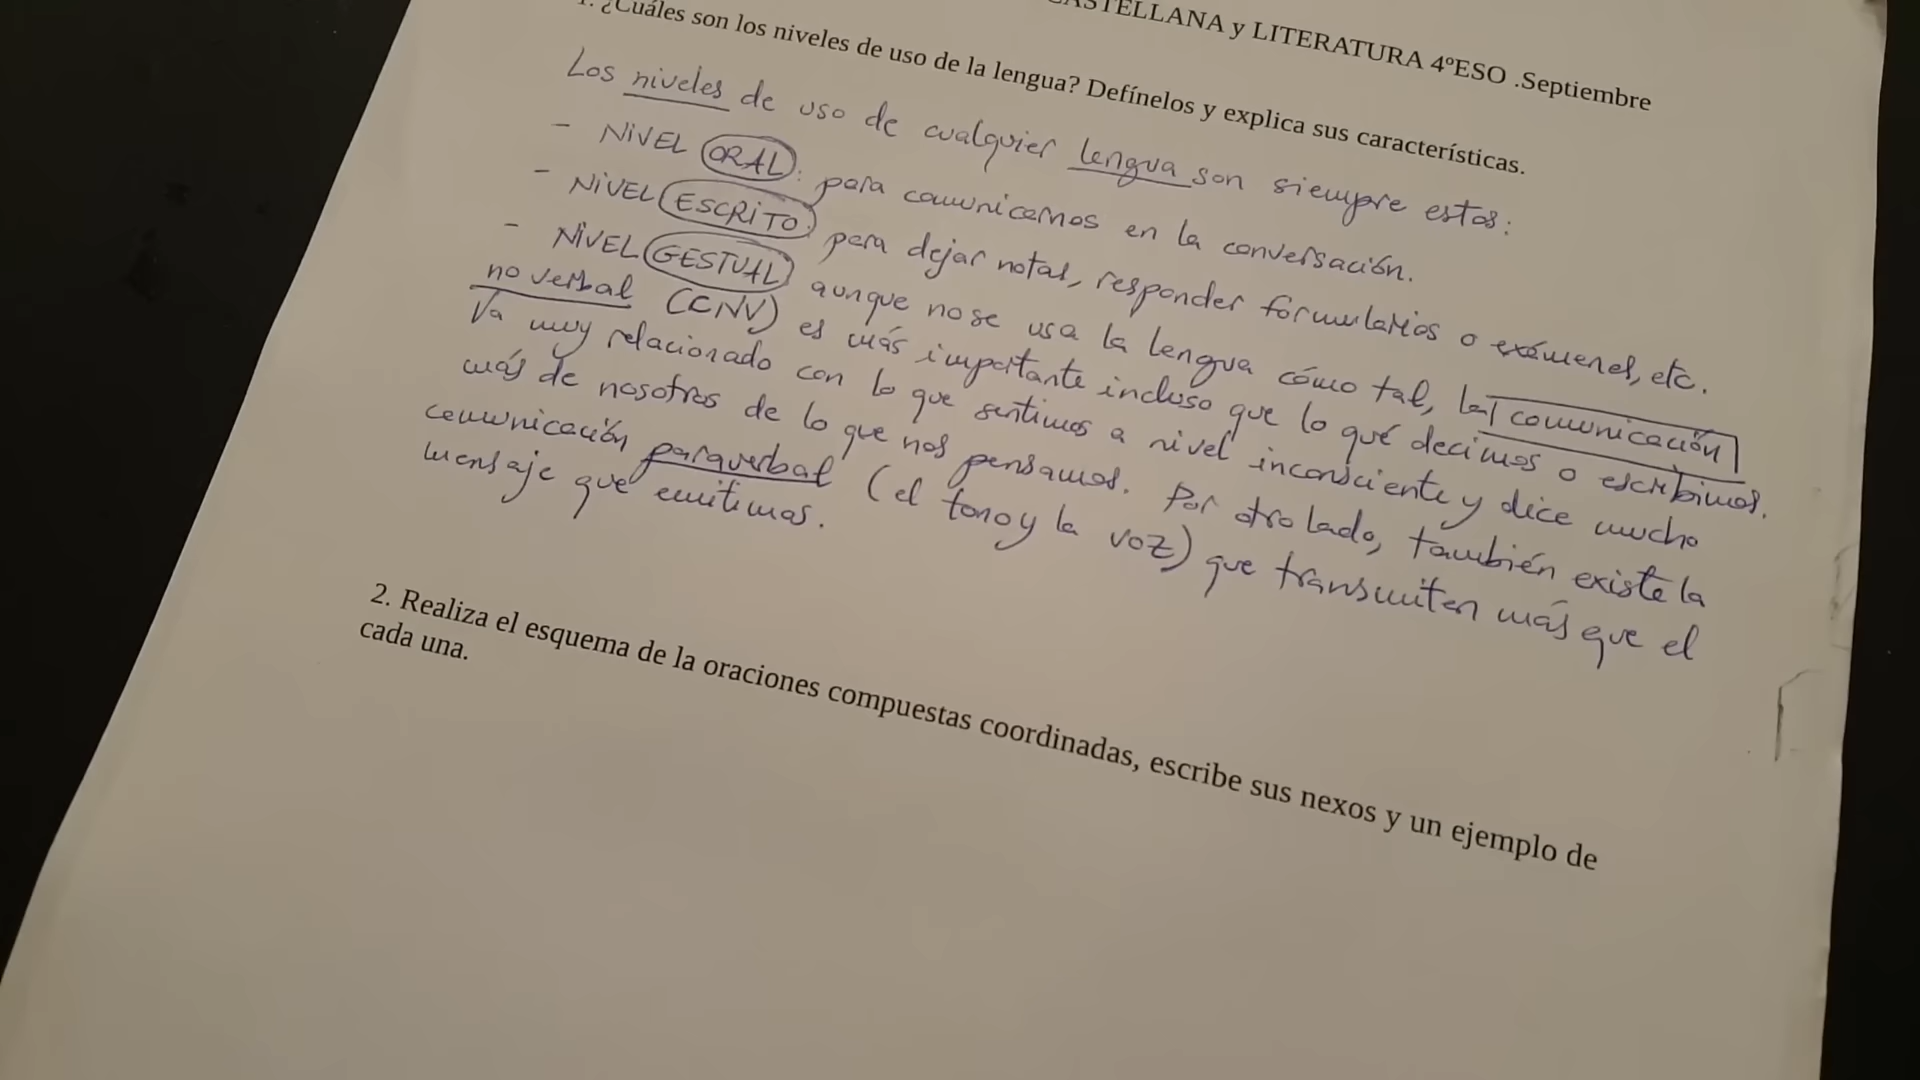 CASTELLANA y LITERATURA 4ºESO .Septiembre
1. ¿Cuáles son los niveles de uso de la lengua? Defínelos y explica sus características.
Los niveles de uso de cualquier lengua son siempre estos:
- NIVEL ORAL: para comunicarnos en la conversación.
- NIVEL ESCRITO: para dejar notas, responder formularios o exámenes, etc.
- NIVEL GESTUAL aunque no se usa la lengua cómo tal, la comunicación
no verbal (CNV) es más importante incluso que lo qué decimos o escribimos.
Va muy relacionado con lo que sentimos a nivel inconsciente y dice mucho
más de nosotros de lo que nos pensamos. Por otro lado, también existe la
comunicación paraverbal (el tono y la voz) que transmiten más que el
mensaje que emitimos.
2. Realiza el esquema de la oraciones compuestas coordinadas, escribe sus nexos y un ejemplo de
cada una.